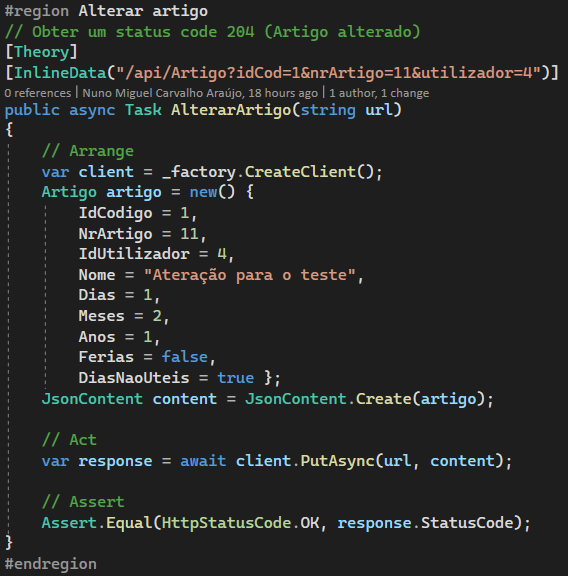 #region Alterar artigo
// Obter um status code 204 (Artigo alterado)
[Theory]
[InlineData("/api/Artigo?idCod=1&nrArtigo=11&utilizador=4")]
0 references | Nuno Miguel Carvalho Araújo, 18 hours ago | 1 author, 1 change
public async Task AlterarArtigo(string url)
{
// Arrange
var client = _factory.CreateClient();
Artigo artigo = new() {
IdCodigo = 1,
NrArtigo = 11,
IdUtilizador = 4,
Nome = "Ateração para o teste",
Dias = 1,
Meses = 2,
Anos = 1,
Ferias = false,
DiasNaoUteis = true };
JsonContent content = JsonContent.Create(artigo);
// Act
var response = await client.PutAsync(url, content);
// Assert
Assert.Equal(HttpStatusCode.OK, response.StatusCode);
}
#endregion